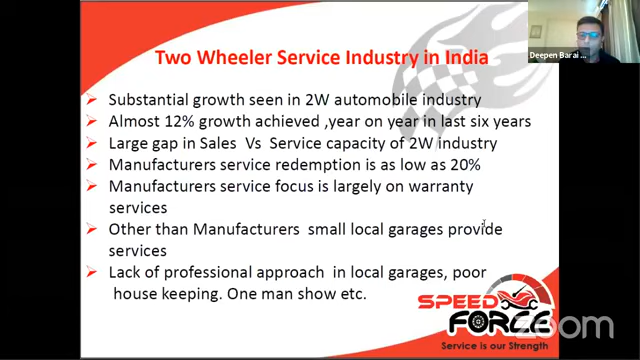 Two Wheeler Service Industry in India
Deepen Barai
Substantial growth seen in 2W automobile industry
Almost 12% growth achieved ,year on year in last six years
Large gap in Sales Vs Service capacity of 2W industry
Manufacturers service redemption is as low as 20%
Manufacturers service focus is largely on warranty
services
Other than Manufacturers small local garages provide
services
Lack of professional approach in local garages, poor
house keeping. One man show etc.
SPEED
FORCE
Service is our Strength
zoom